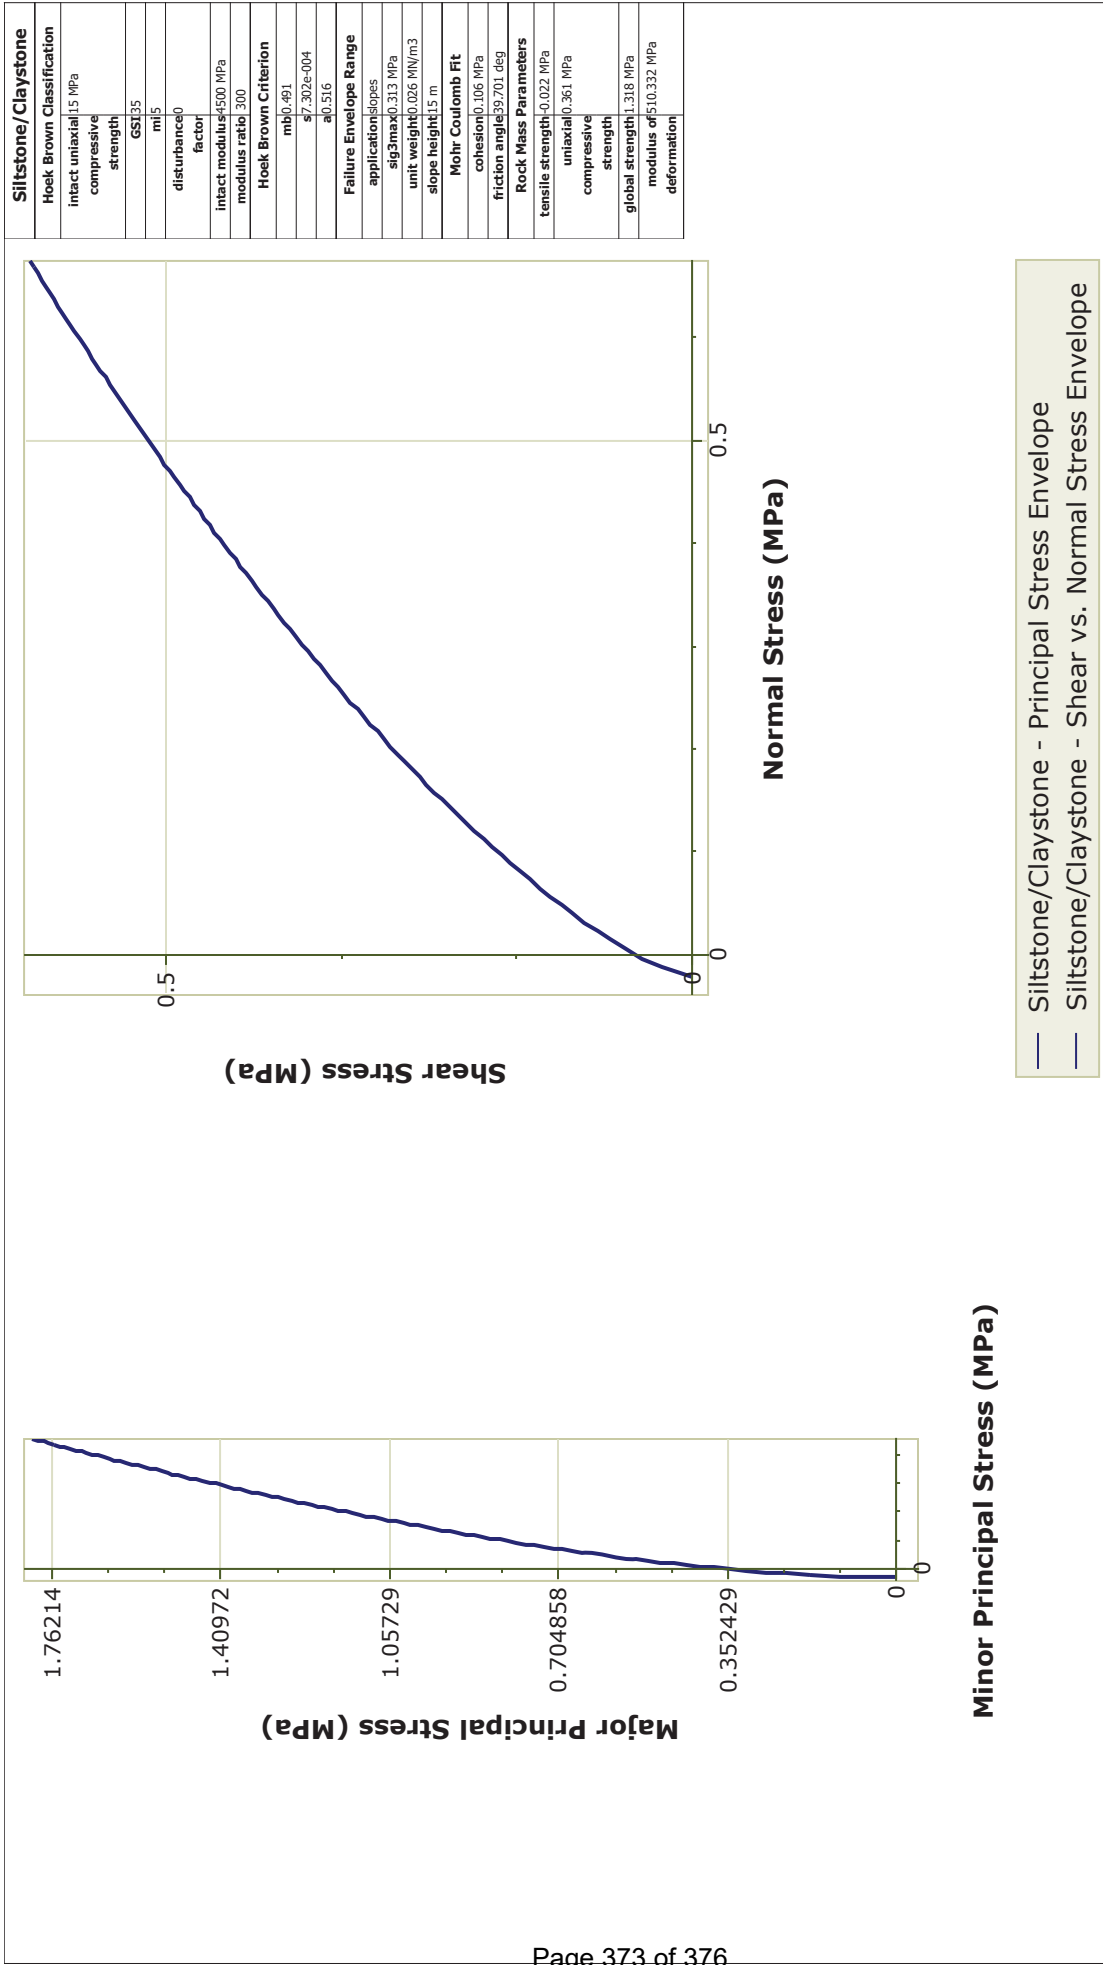 Siltstone/Claystone
Hoek Brown Classification
intact uniaxial compressive strength 15 MPa
GSI 35
mi 5
disturbance factor 0
intact modulus 4500 MPa
modulus ratio 300
Hoek Brown Criterion
mb 0.491
s 7.302e-004
a 0.516
Failure Envelope Range
application slopes
sig3max 0.313 MPa
unit weight 0.026 MN/m3
slope height 15 m
Mohr Coulomb Fit
cohesion 0.106 MPa
friction angle 39.701 deg
Rock Mass Parameters
tensile strength -0.022 MPa
uniaxial compressive strength 0.361 MPa
global strength 1.318 MPa
modulus of deformation 510.332 MPa
Major Principal Stress (MPa)
1.76214
1.40972
1.05729
0.704858
0.352429
0
0
Minor Principal Stress (MPa)
Shear Stress (MPa)
0.5
0
0
0.5
Normal Stress (MPa)
Siltstone/Claystone - Principal Stress Envelope
Siltstone/Claystone - Shear vs. Normal Stress Envelope
Page 373 of 376